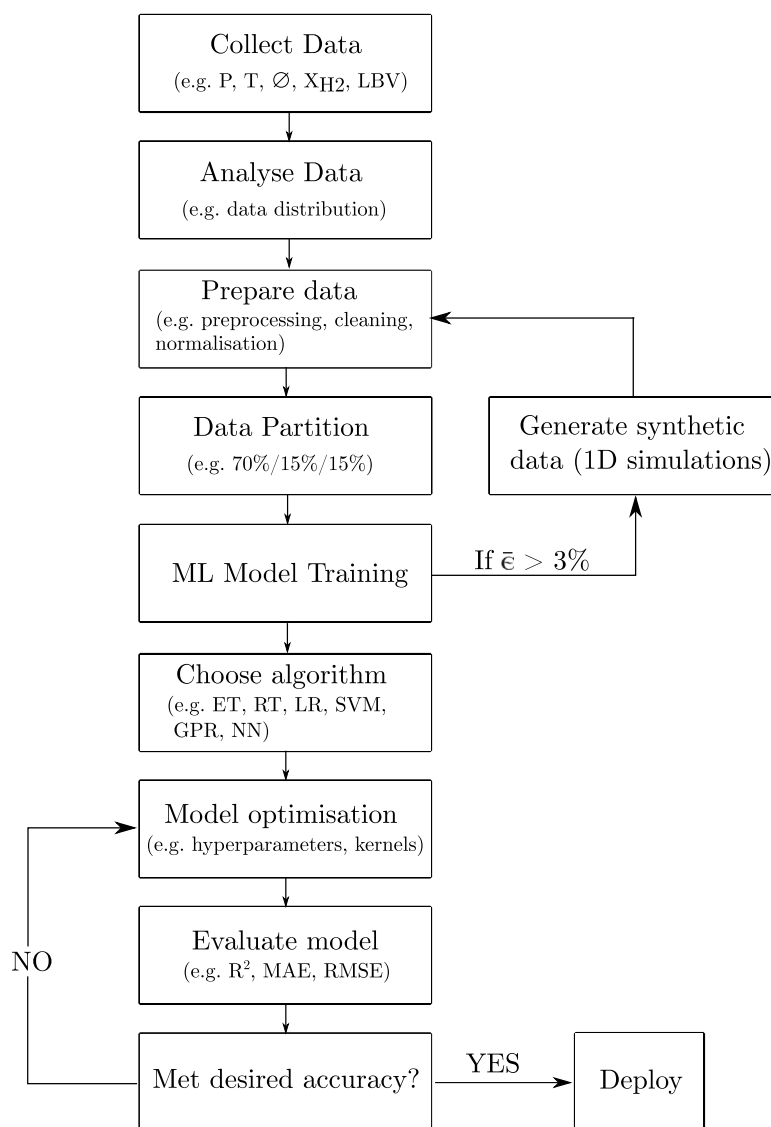 Collect Data
(e.g. P, T, ∅, X_H2, LBV)
Analyse Data
(e.g. data distribution)
Prepare data
(e.g. preprocessing, cleaning,
normalisation)
Data Partition
(e.g. 70%/15%/15%)
Generate synthetic
data (1D simulations)
ML Model Training
If ε̄ > 3%
Choose algorithm
(e.g. ET, RT, LR, SVM,
GPR, NN)
Model optimisation
(e.g. hyperparameters, kernels)
Evaluate model
(e.g. R², MAE, RMSE)
NO
Met desired accuracy?
YES
Deploy